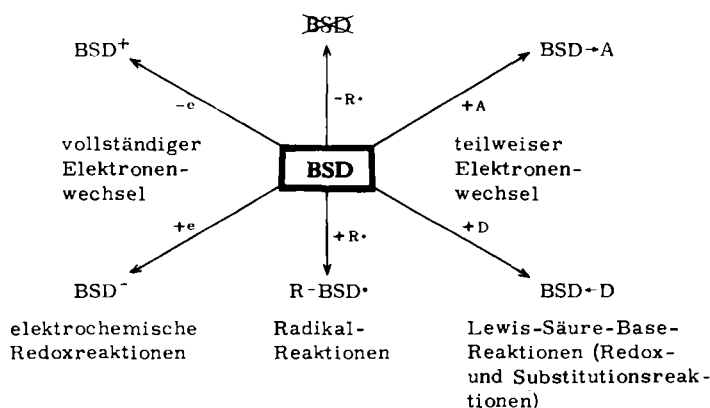 BSD
BSD⁺
BSD→A
-e
-R•
+A
vollständiger
Elektronen-
wechsel
BSD
teilweiser
Elektronen-
wechsel
+e
+R•
+D
BSD⁻
R-BSD•
BSD←D
elektrochemische
Redoxreaktionen
Radikal-
Reaktionen
Lewis-Säure-Base-
Reaktionen (Redox-
und Substitutionsreak-
tionen)